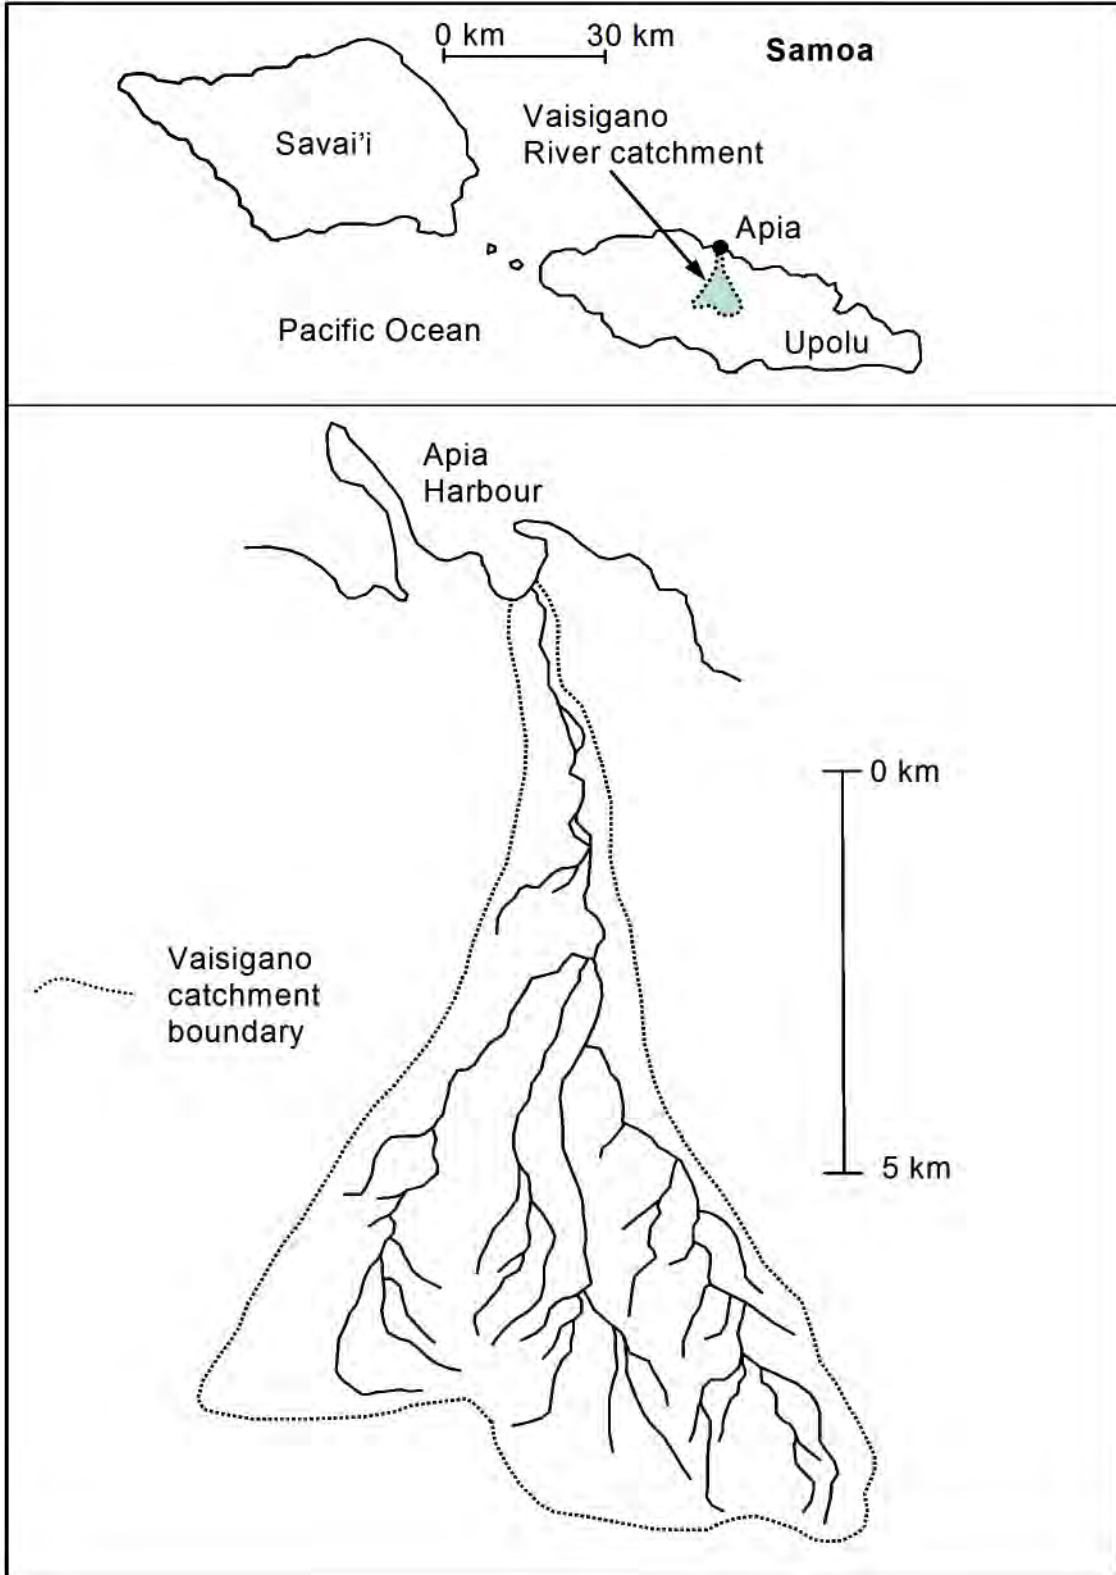 0 km
30 km
Samoa
Savai'i
Vaisigano
River catchment
Apia
Pacific Ocean
Upolu
Apia
Harbour
0 km
Vaisigano
catchment
boundary
5 km